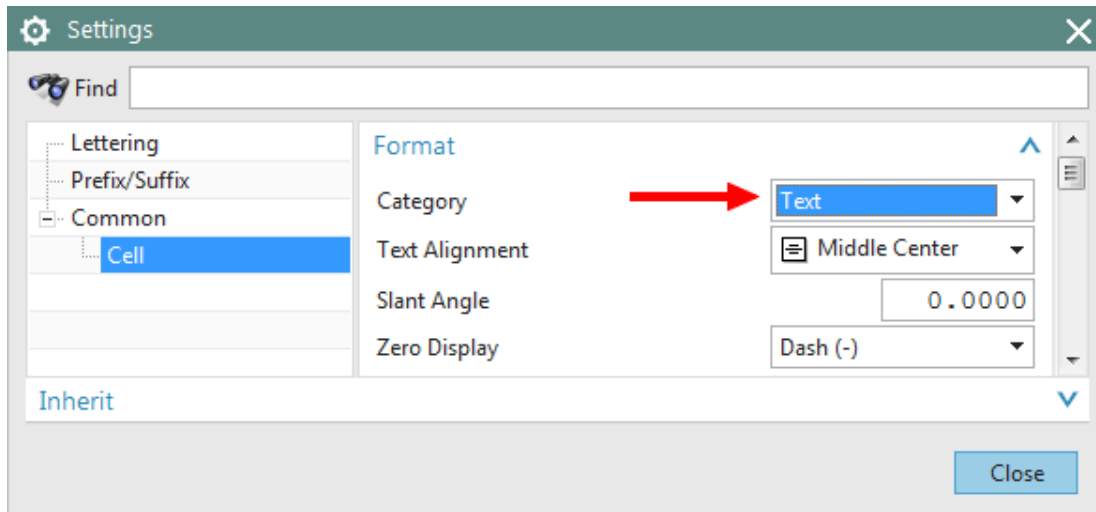 Settings
Find
Lettering
Prefix/Suffix
Common
Cell
Format
Category Text
Text Alignment Middle Center
Slant Angle 0.0000
Zero Display Dash (-)
Inherit
Close